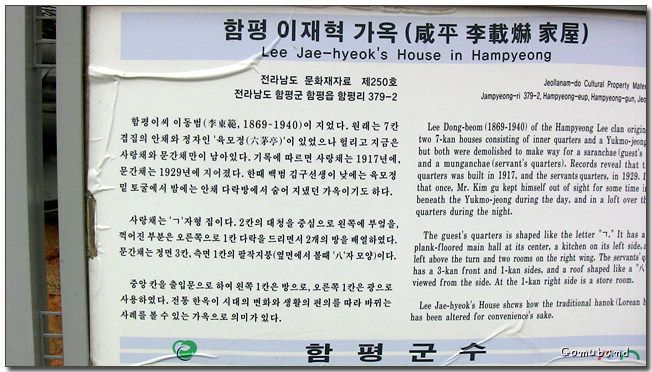 함평 이재혁 가옥(咸平 李載爀 家屋)
Lee Jae-hyeok's House in Hampyeong
전라남도 문화재자료 제250호
전라남도 함평군 함평읍 함평리 379-2
함평이씨 이동범(李東範, 1869~1940)이 지었다. 원래는 7칸
겹집의 안채와 정자인 '육모정(六茅亭)'이 있었으나 헐리고 지금은
사랑채와 문간채만이 남아있다. 기록에 따르면 사랑채는 1917년에,
문간채는 1929년에 지어졌다. 한때 백범 김구선생이 낮에는 육모정
밑 토굴에서 밤에는 안채 다락방에서 숨어 지냈던 가옥이기도 하다.
사랑채는 'ㄱ'자형 집이다. 2칸의 대청을 중심으로 왼쪽에 부엌을,
꺾어진 부분은 오른쪽으로 1칸 다락을 드리면서 2개의 방을 배열하였다.
문간채는 정면 3칸, 측면 1칸의 팔작지붕(옆면에서 볼때 '八'자 모양)이다.
중앙 칸을 출입문으로 하여 왼쪽 1칸은 방으로, 오른쪽 1칸은 광으로
사용하였다. 전통 한옥이 시대의 변화와 생활의 편의를 따라 바뀌는
사례를 볼 수 있는 가옥으로 의미가 있다.
Jeollanam-do Cultural Property
Jampyeong-ri 379-2, Hampyeong-eup, Hampyeong-gun,
Lee Dong-beom (1869-1940) of the Hampyeong Lee clan
two 7-kan houses consisting of inner quarters and a
but both were demolished to make way for a saranchae (guest's
and a munganchae (servant's quarters). Records reveal that
quarters was built in 1917, and the servants quarters, in 1929.
that once, Mr. Kim gu kept himself out of sight for some time
beneath the Yukmo-jeong during the day, and in a loft over
quarters during the night.
The guest's quarters is shaped like the letter "ㄱ." It has a
plank-floored main hall at its center, a kitchen on its left side,
left above the turn and two rooms on the right wing. The servants'
has a 3-kan front and 1-kan sides, and a roof shaped like a "八
viewed from the side. At the 1-kan right side is a store room.
Lee Jae-hyeok's House shews how the traditional hanok
has been altered for convenience's sake.
함평군수
Gomuband